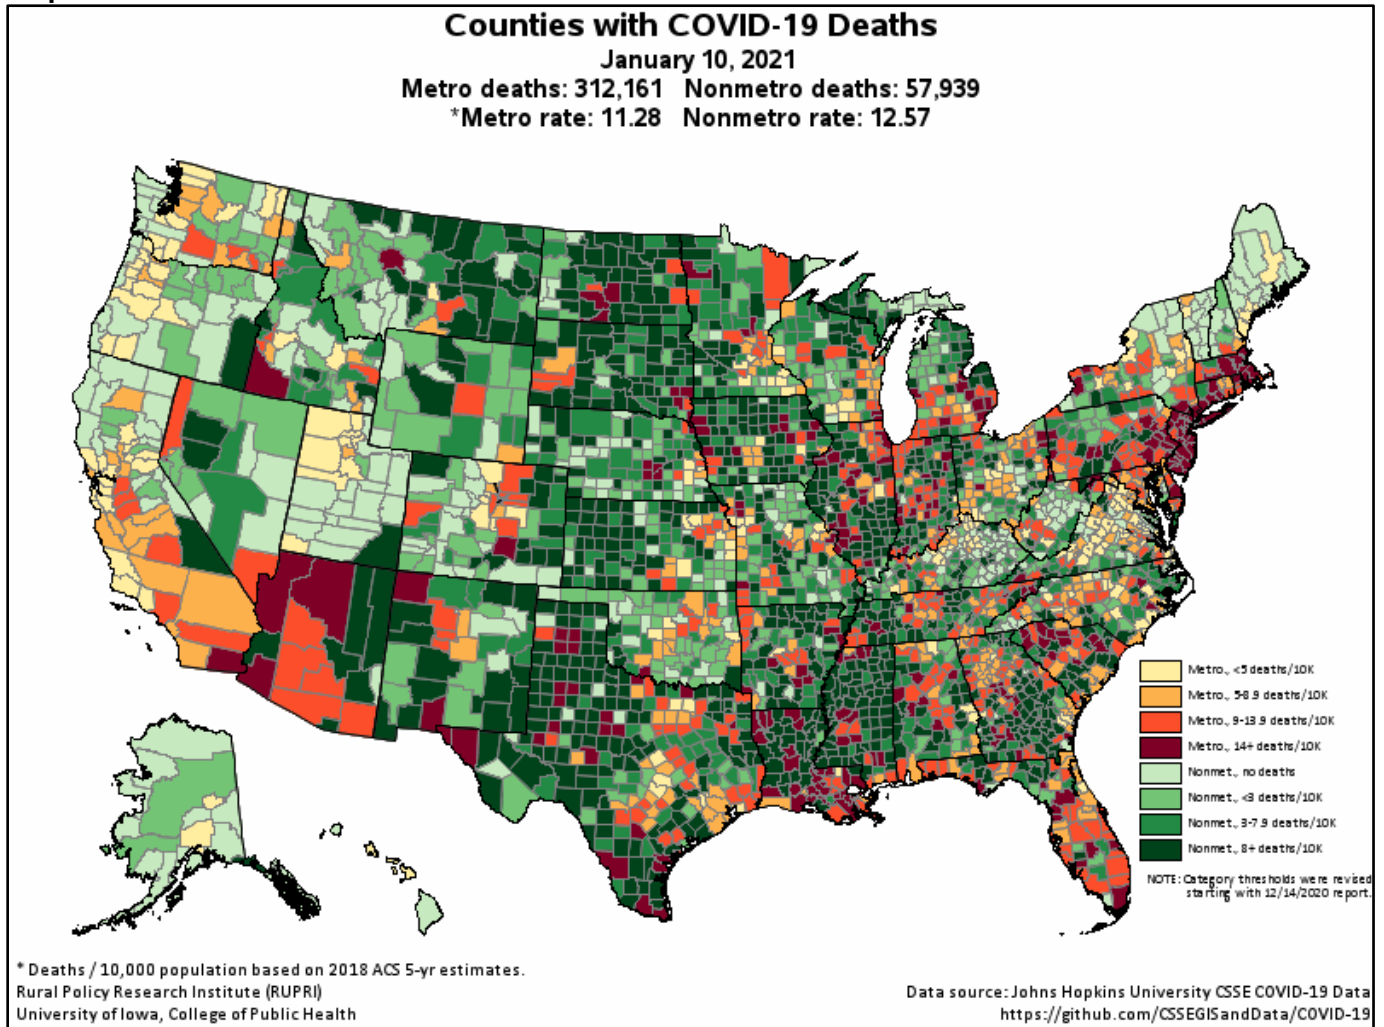 Counties with COVID-19 Deaths
January 10, 2021
Metro deaths: 312,161 Nonmetro deaths: 57,939
*Metro rate: 11.28 Nonmetro rate: 12.57
Metro., <5 deaths/10K
Metro., 5-8.9 deaths/10K
Metro., 9-13.9 deaths/10K
Metro., 14+ deaths/10K
Nonmet., no deaths
Nonmet., <3 deaths/10K
Nonmet., 3-7.9 deaths/10K
Nonmet., 8+ deaths/10K
NOTE: Category thresholds were revised
starting with 12/14/2020 report.
* Deaths / 10,000 population based on 2018 ACS 5-yr estimates.
Rural Policy Research Institute (RUPRI)
University of Iowa, College of Public Health
Data source: Johns Hopkins University CSSE COVID-19 Data
https://github.com/CSSEGISandData/COVID-19